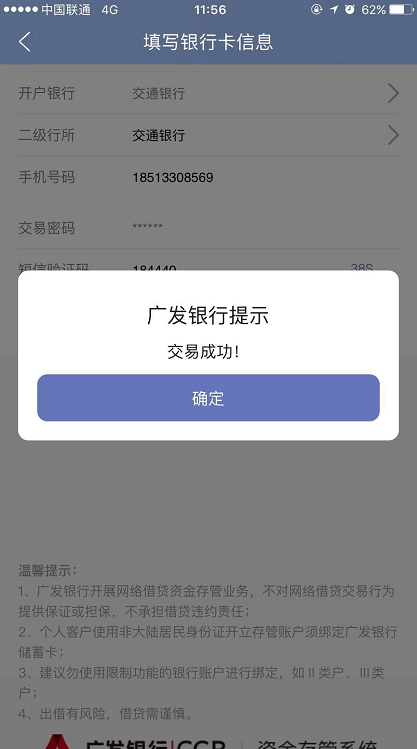 中国联通 4G 11:56 62%
填写银行卡信息
开户银行 交通银行
二级行所 交通银行
手机号码 18513308569
交易密码 ******
短信验证码 184440 38S
广发银行提示
交易成功!
确定
温馨提示:
1、广发银行开展网络借贷资金存管业务，不对网络借贷交易行为
提供保证或担保，不承担借贷违约责任;
2、个人客户使用非大陆居民身份证开立存管账户须绑定广发银行
储蓄卡;
3、建议勿使用限制功能的银行账户进行绑定，如Ⅱ类户、Ⅲ类
户;
4、出借有风险，借贷需谨慎。
广发银行|CGB 资金存管系统